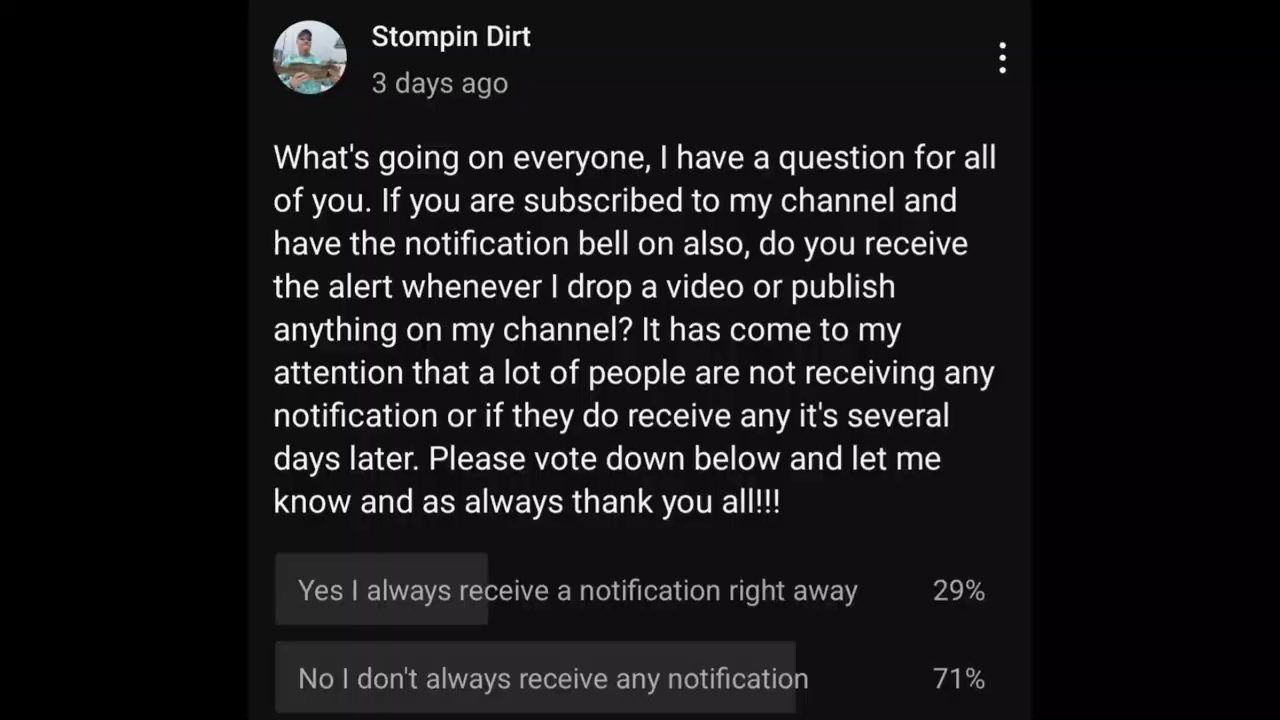 Stompin Dirt
3 days ago
What's going on everyone, I have a question for all
of you. If you are subscribed to my channel and
have the notification bell on also, do you receive
the alert whenever I drop a video or publish
anything on my channel? It has come to my
attention that a lot of people are not receiving any
notification or if they do receive any it's several
days later. Please vote down below and let me
know and as always thank you all!!!
Yes I always receive a notification right away 29%
No I don't always receive any notification 71%